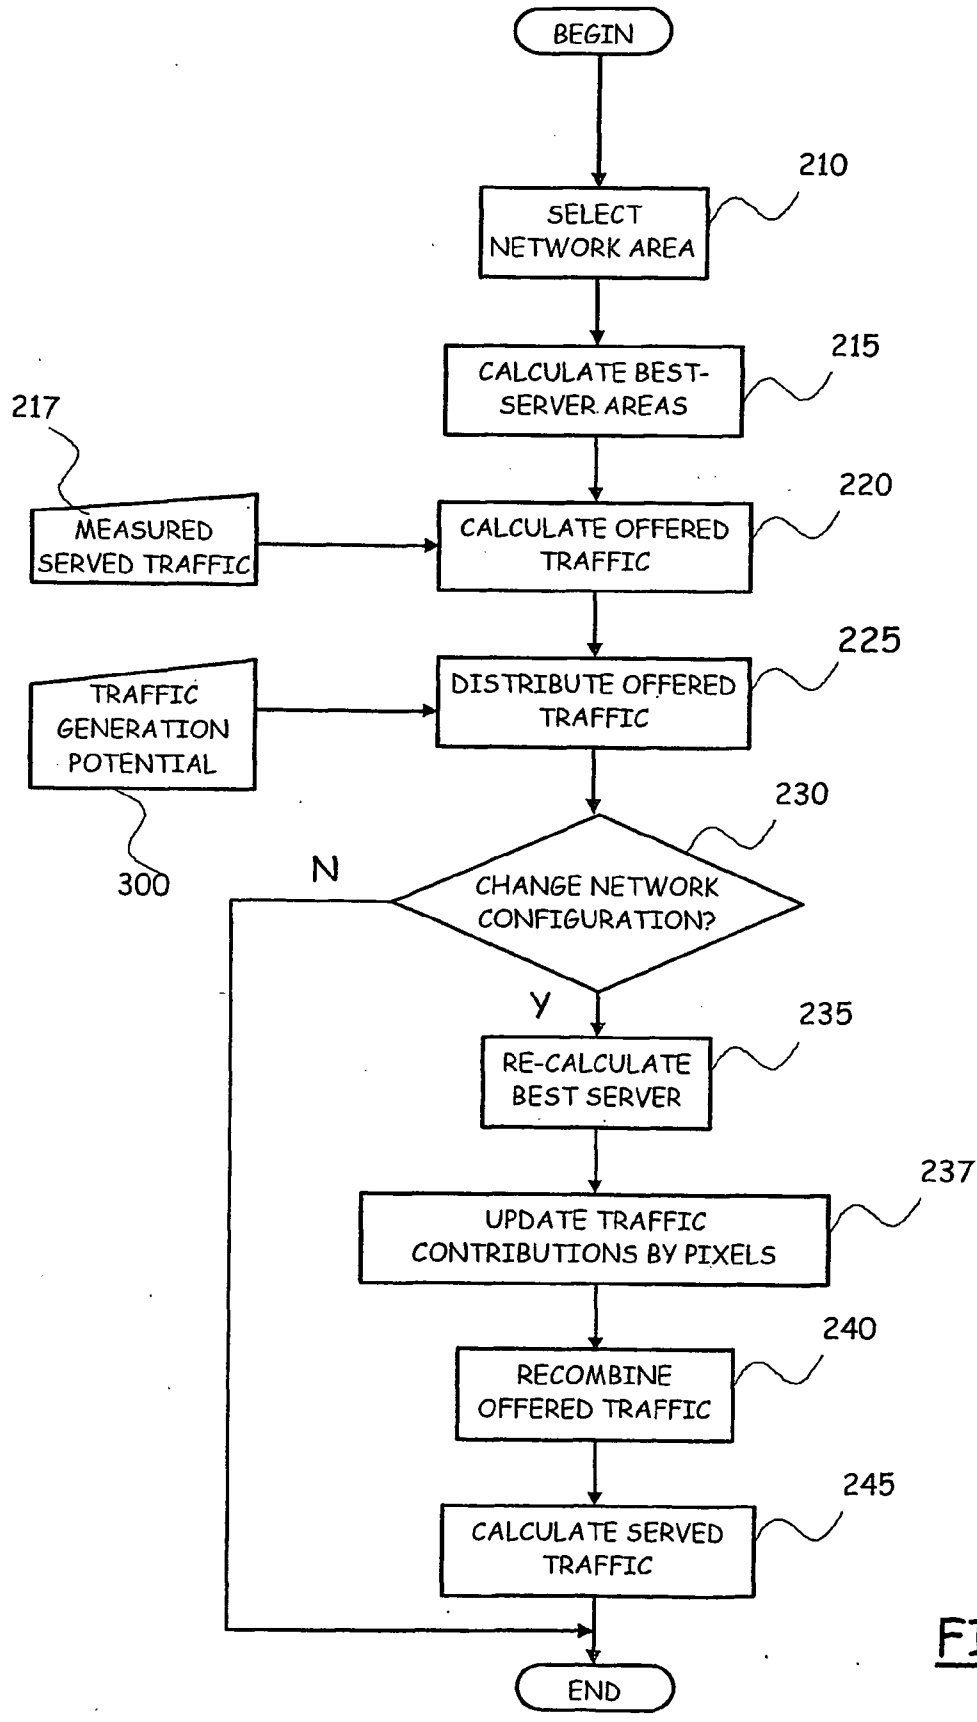 BEGIN
210
SELECT
NETWORK AREA
215
CALCULATE BEST-
SERVER AREAS
217
MEASURED
SERVED TRAFFIC
220
CALCULATE OFFERED
TRAFFIC
225
DISTRIBUTE OFFERED
TRAFFIC
TRAFFIC
GENERATION
POTENTIAL
300
230
CHANGE NETWORK
CONFIGURATION?
N
Y
235
RE-CALCULATE
BEST SERVER
237
UPDATE TRAFFIC
CONTRIBUTIONS BY PIXELS
240
RECOMBINE
OFFERED TRAFFIC
245
CALCULATE SERVED
TRAFFIC
END